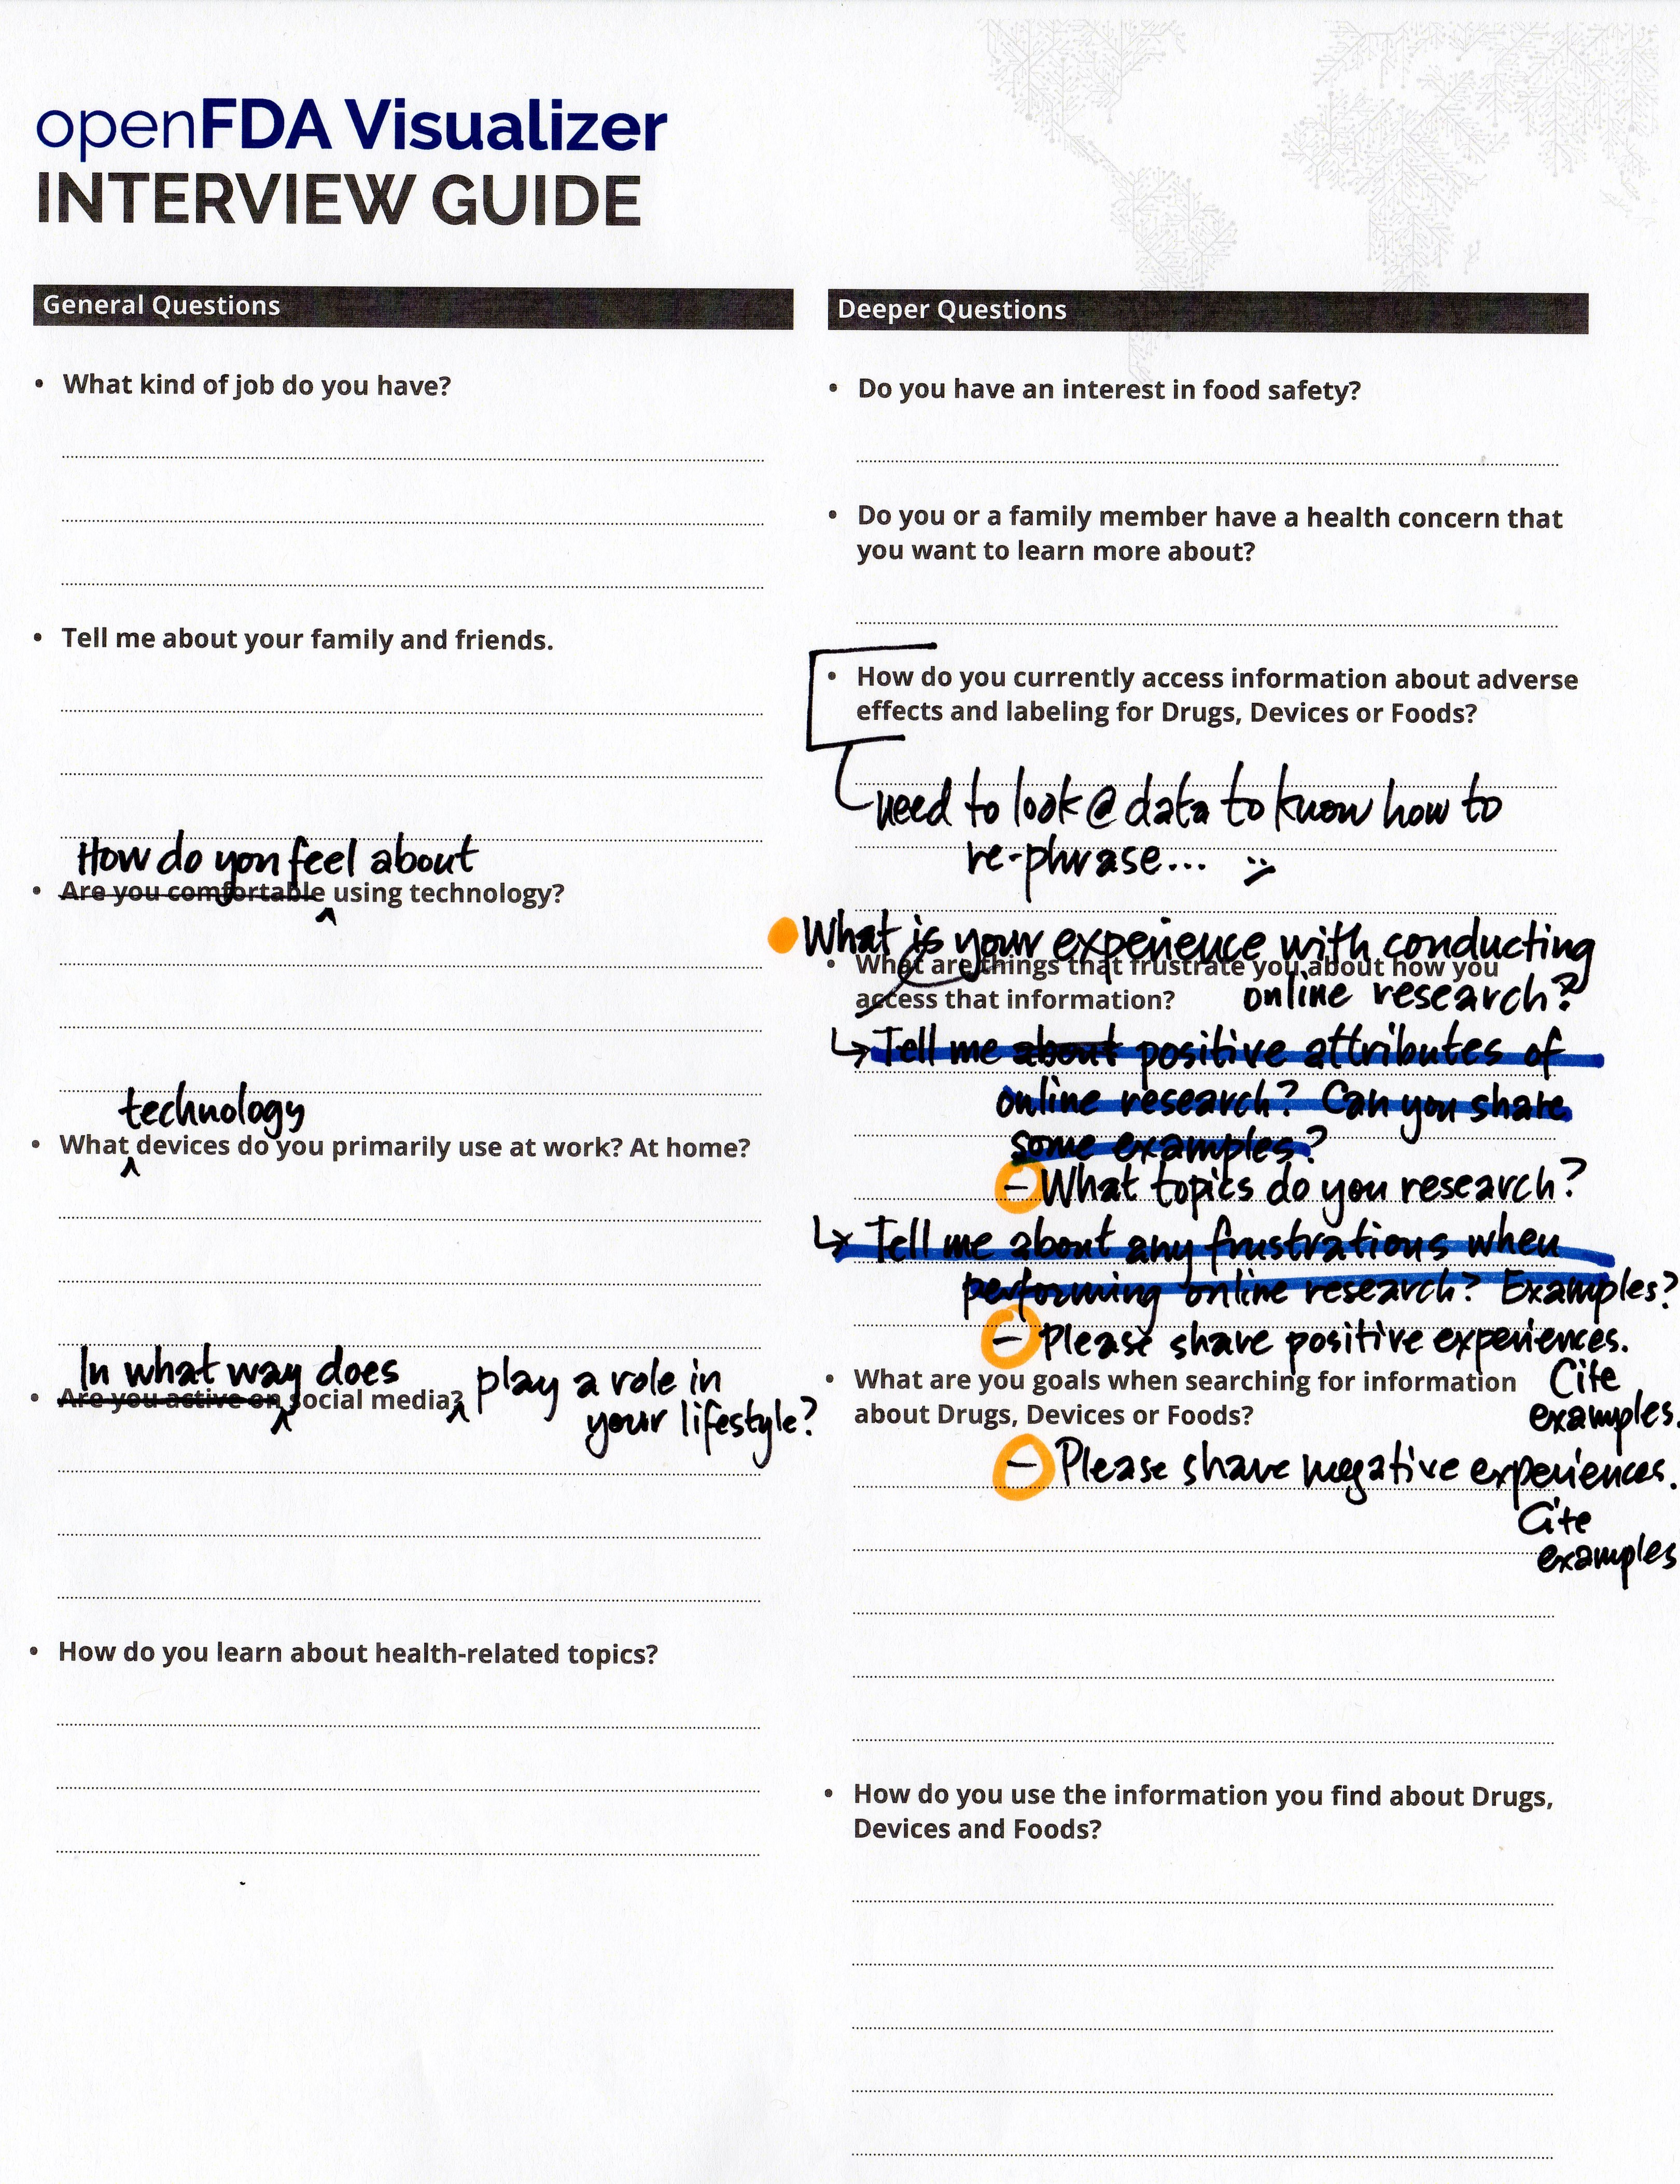 openFDA Visualizer
INTERVIEW GUIDE
General Questions
• What kind of job do you have?
• Tell me about your family and friends.
How do you feel about
• Are you comfortable using technology?
technology
• What devices do you primarily use at work? At home?
In what way does
• Are you active on social media? play a role in
your lifestyle?
• How do you learn about health-related topics?
Deeper Questions
• Do you have an interest in food safety?
• Do you or a family member have a health concern that
you want to learn more about?
• How do you currently access information about adverse
effects and labeling for Drugs, Devices or Foods?
need to look @ data to know how to
re-phrase... :)
What is your experience with conducting
• What are things that frustrate you about how you
access that information? online research?
↳ Tell me about positive attributes of
online research? Can you share
some examples?
– What topics do you research?
↳ Tell me about any frustrations when
performing online research? Examples?
– Please share positive experiences.
• What are you goals when searching for information Cite
about Drugs, Devices or Foods? examples.
– Please share negative experiences.
Cite
examples
• How do you use the information you find about Drugs,
Devices and Foods?